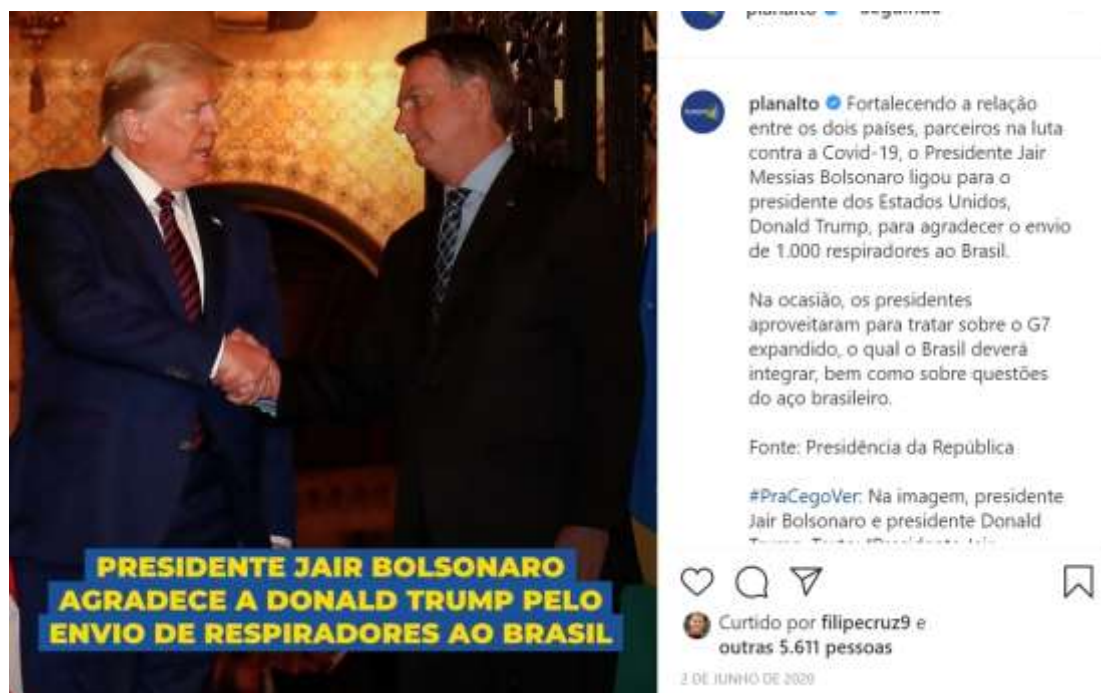 PRESIDENTE JAIR BOLSONARO
AGRADECE A DONALD TRUMP PELO
ENVIO DE RESPIRADORES AO BRASIL
planalto
planalto Fortalecendo a relação
entre os dois países, parceiros na luta
contra a Covid-19, o Presidente Jair
Messias Bolsonaro ligou para o
presidente dos Estados Unidos,
Donald Trump, para agradecer o envio
de 1.000 respiradores ao Brasil.
Na ocasião, os presidentes
aproveitaram para tratar sobre o G7
expandido, o qual o Brasil deverá
integrar, bem como sobre questões
do aço brasileiro.
Fonte: Presidência da República
#PraCegoVer: Na imagem, presidente
Jair Bolsonaro e presidente Donald
Curtido por filipecruz9 e
outras 5.611 pessoas
2 DE JUNHO DE 2020